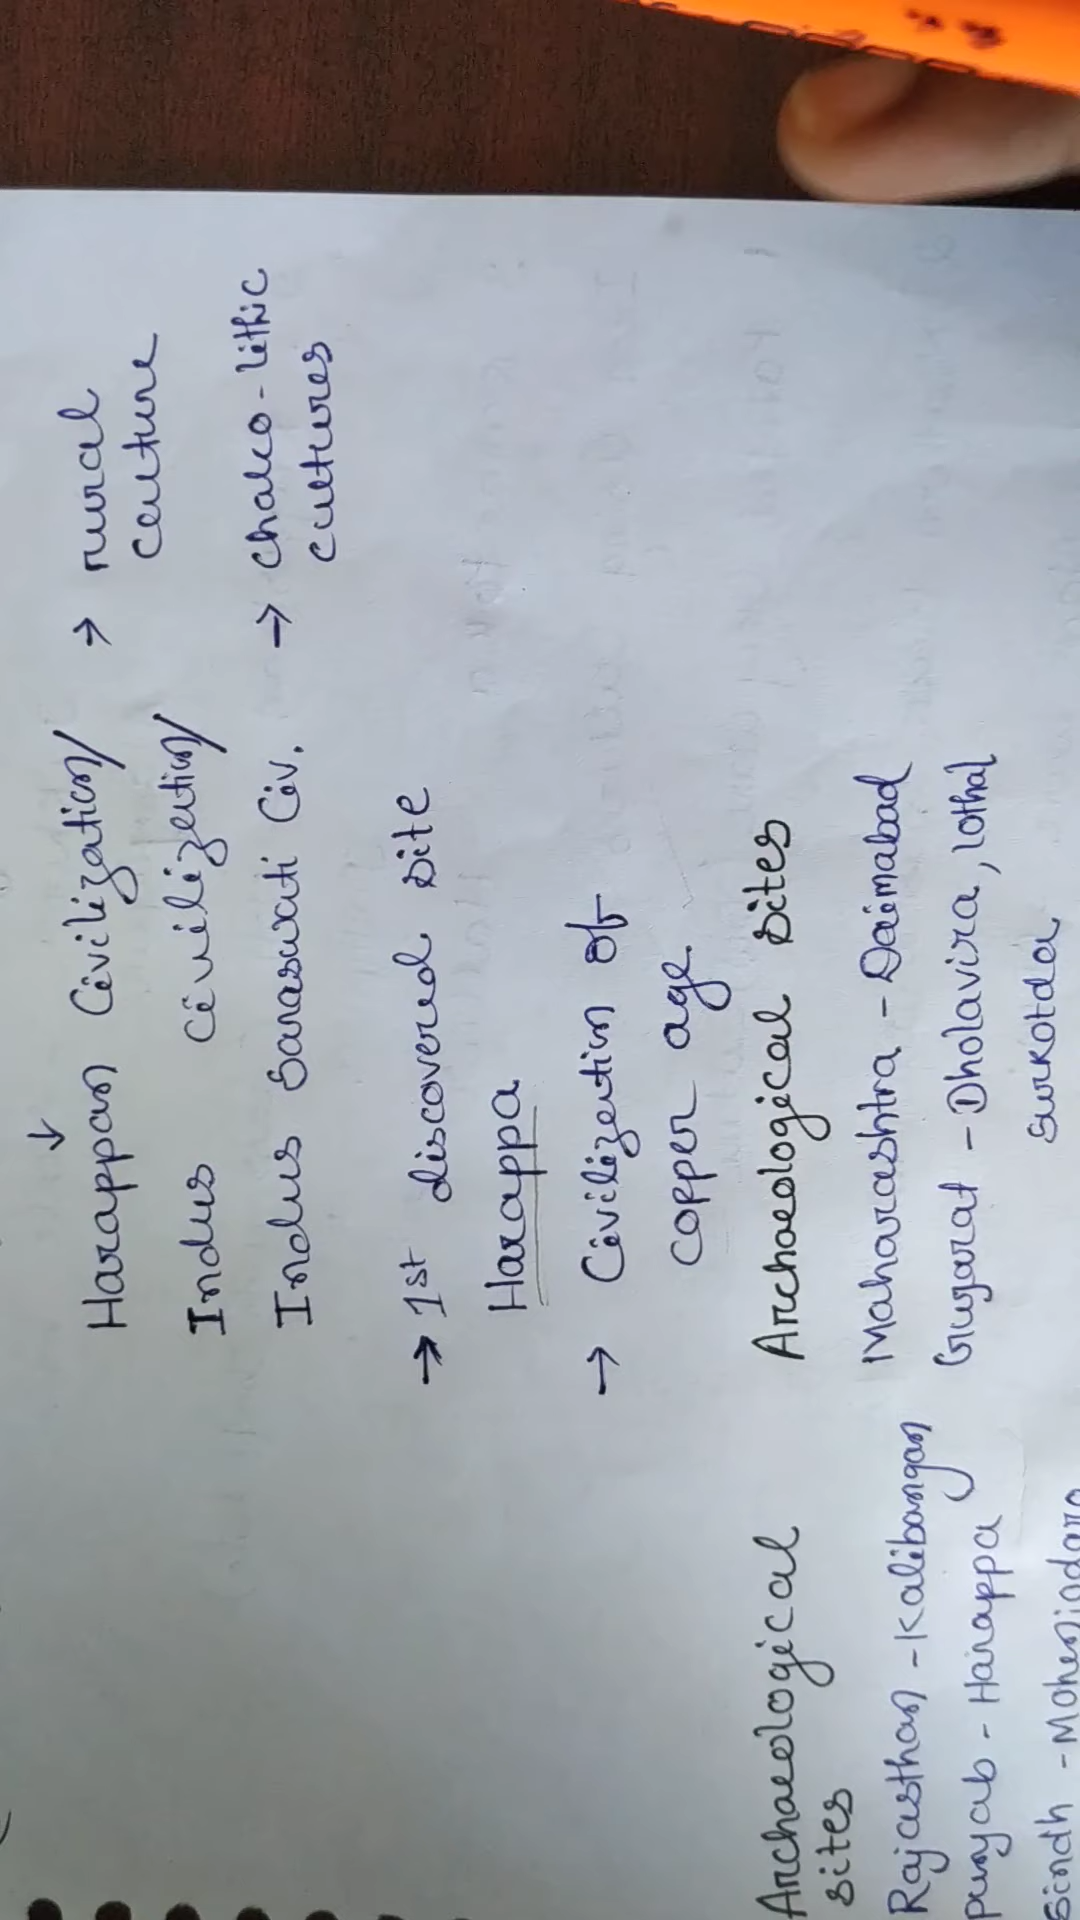 ↓
Harappan Civilization/ → rural
culture
Indus civilization/
Indus Saraswati Civ. → chalco-lithic
cultures
→ 1st discovered site
Harappa
→ Civilization of
copper age
Archaeological
sites
Rajasthan - Kalibangan
punjab - Harappa
Sindh - Mohenjodaro
Archaeological sites
Maharashtra - Daimabad
Gujarat - Dholavira, lothal
surkotda